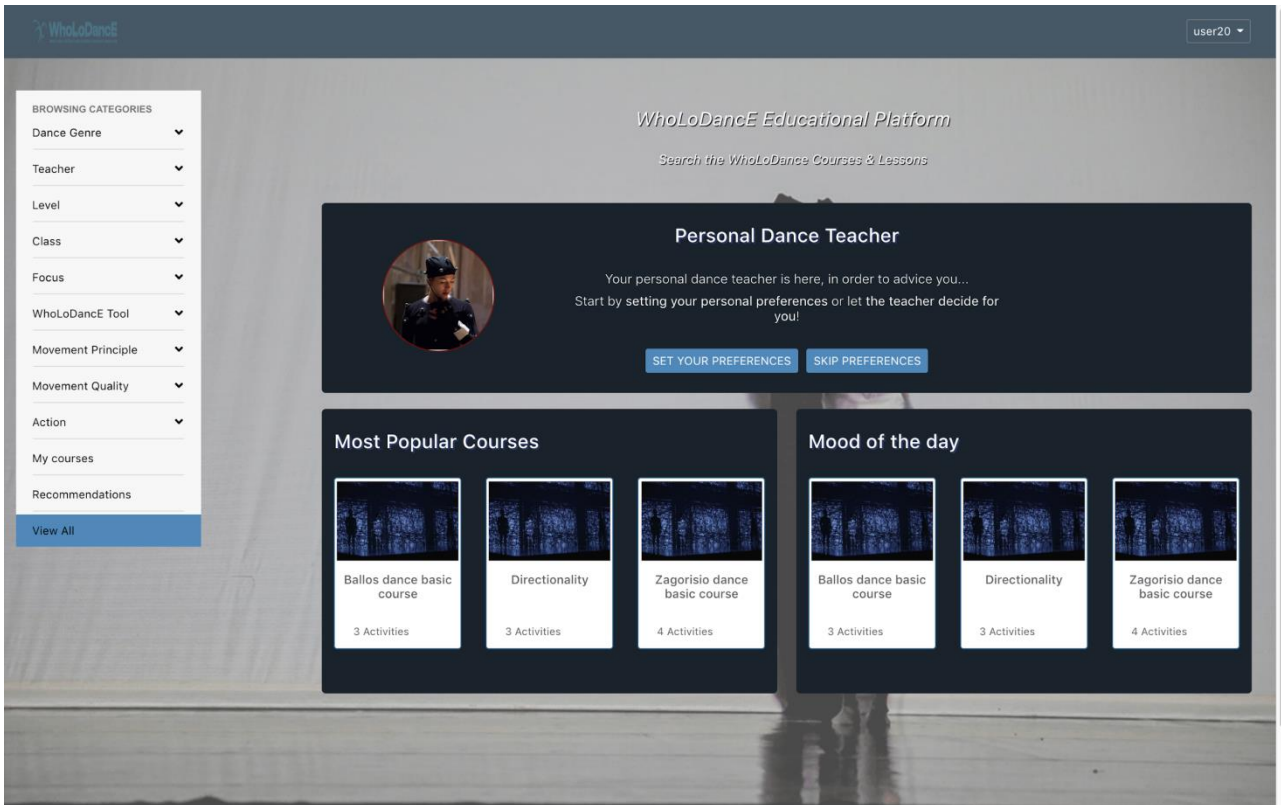 WhoLoDancE
user20
BROWSING CATEGORIES
Dance Genre
Teacher
Level
Class
Focus
WhoLoDancE Tool
Movement Principle
Movement Quality
Action
My courses
Recommendations
View All
WhoLoDancE Educational Platform
Search the WhoLoDance Courses & Lessons
Personal Dance Teacher
Your personal dance teacher is here, in order to advice you...
Start by setting your personal preferences or let the teacher decide for
you!
SET YOUR PREFERENCES
SKIP PREFERENCES
Most Popular Courses
Ballos dance basic
course
3 Activities
Directionality
3 Activities
Zagorisio dance
basic course
4 Activities
Mood of the day
Ballos dance basic
course
3 Activities
Directionality
3 Activities
Zagorisio dance
basic course
4 Activities